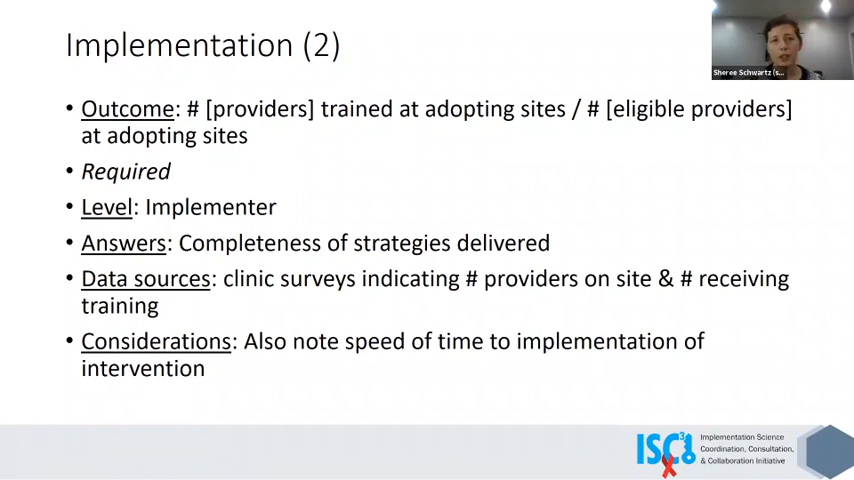 Implementation (2)
Sheree Schwartz (s...
• Outcome: # [providers] trained at adopting sites / # [eligible providers]
at adopting sites
• Required
• Level: Implementer
• Answers: Completeness of strategies delivered
• Data sources: clinic surveys indicating # providers on site & # receiving
training
• Considerations: Also note speed of time to implementation of
intervention
ISC3I
Implementation Science
Coordination, Consultation,
& Collaboration Initiative